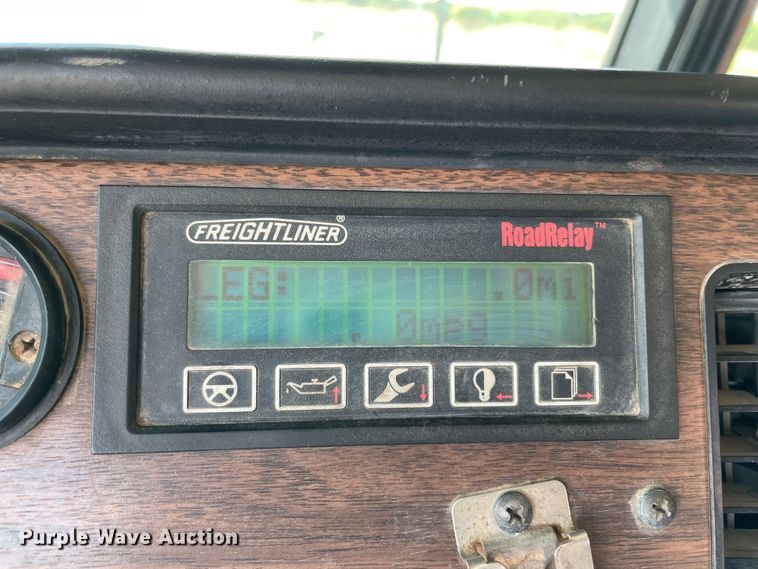 FREIGHTLINER®
RoadRelay™
LEG: .0mi
. 0mpg
Purple Wave Auction